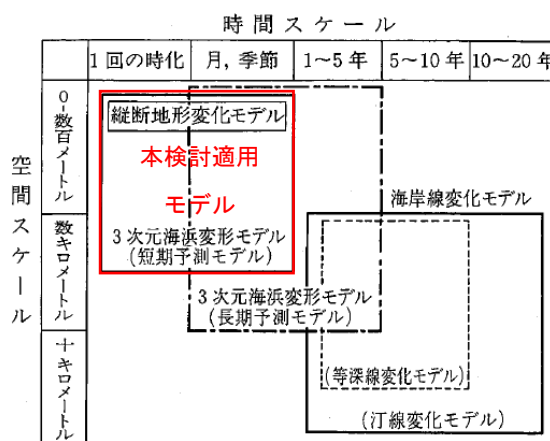 時間スケール
1回の時化 月,季節 1~5年 5~10年 10~20年
空間スケール
0-数百メートル
数キロメートル
十キロメートル
縦断地形変化モデル
本検討適用
モデル
3次元海浜変形モデル
(短期予測モデル)
海岸線変化モデル
3次元海浜変形モデル
(長期予測モデル)
(等深線変化モデル)
(汀線変化モデル)